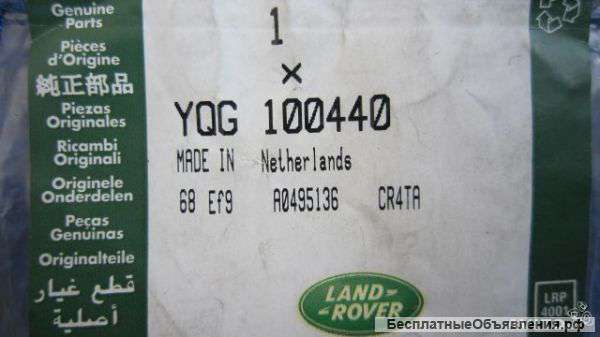 Genuine
Parts
Pièces
d'Origine
純正部品
Piezas
Originales
Ricambi
Originali
Originele
Onderdelen
Peças
Genuinas
Originalteile
قطع غيار
أصلية
1
×
YQG 100440
MADE IN Netherlands
68 Ef9 A0495136 CR4TA
LAND-
ROVER
LRP
4001
БесплатныеОбъявления.рф